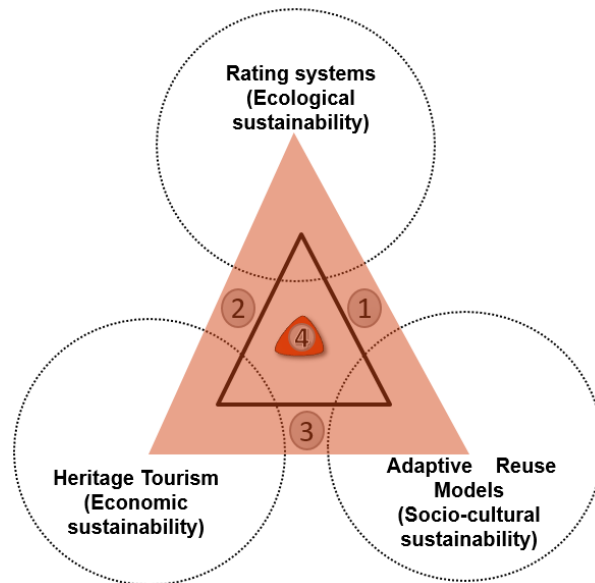 Rating systems
(Ecological
sustainability)
2
1
4
3
Heritage Tourism
(Economic
sustainability)
Adaptive Reuse
Models
(Socio-cultural
sustainability)